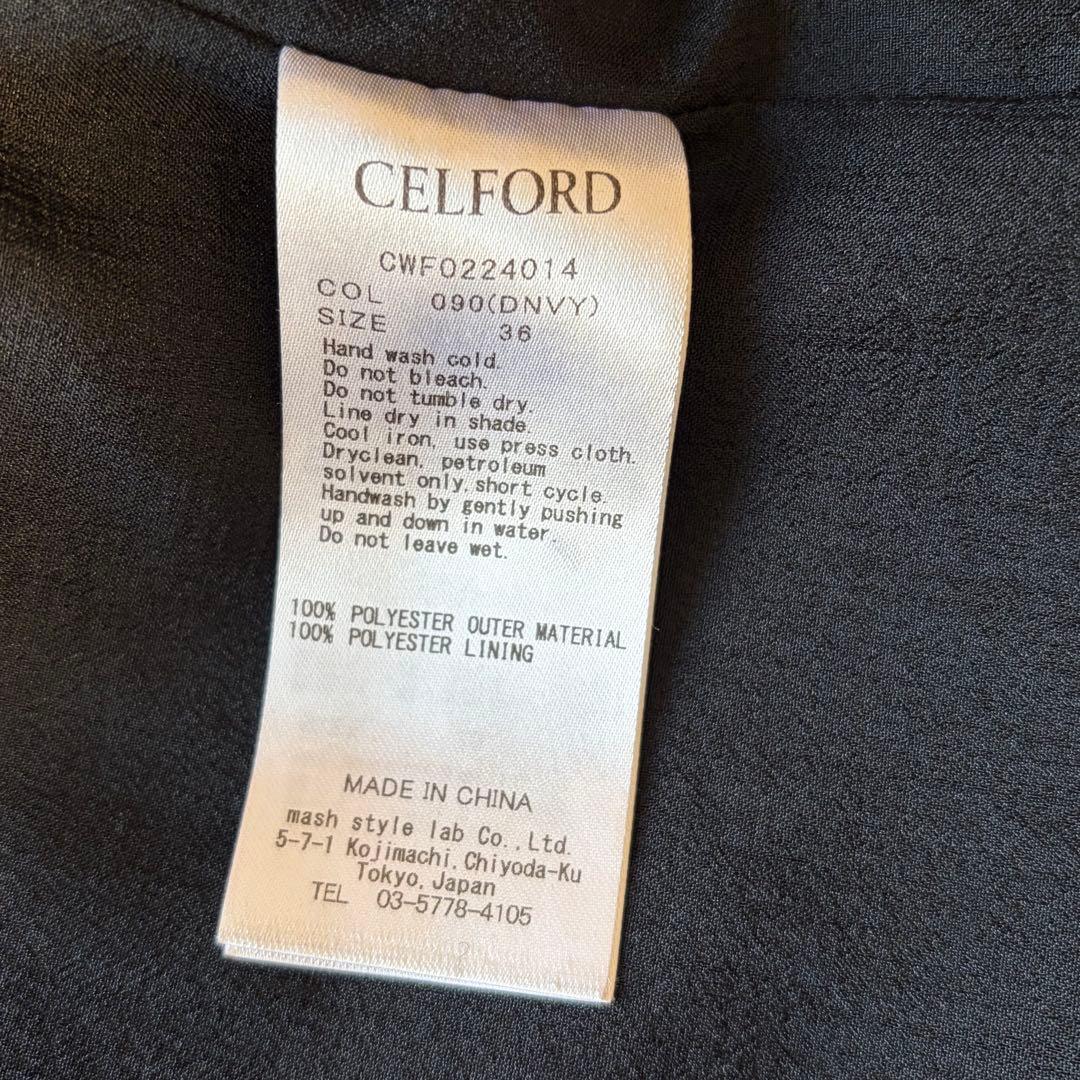 CELFORD
CWF0224014
COL 090(DNVY)
SIZE 36
Hand wash cold.
Do not bleach.
Do not tumble dry.
Line dry in shade.
Cool iron, use press cloth.
Dryclean, petroleum
solvent only,short cycle.
Handwash by gently pushing
up and down in water.
Do not leave wet.
100% POLYESTER OUTER MATERIAL
100% POLYESTER LINING
MADE IN CHINA
mash style lab Co.,Ltd.
5-7-1 Kojimachi,Chiyoda-Ku
Tokyo,Japan
TEL 03-5778-4105